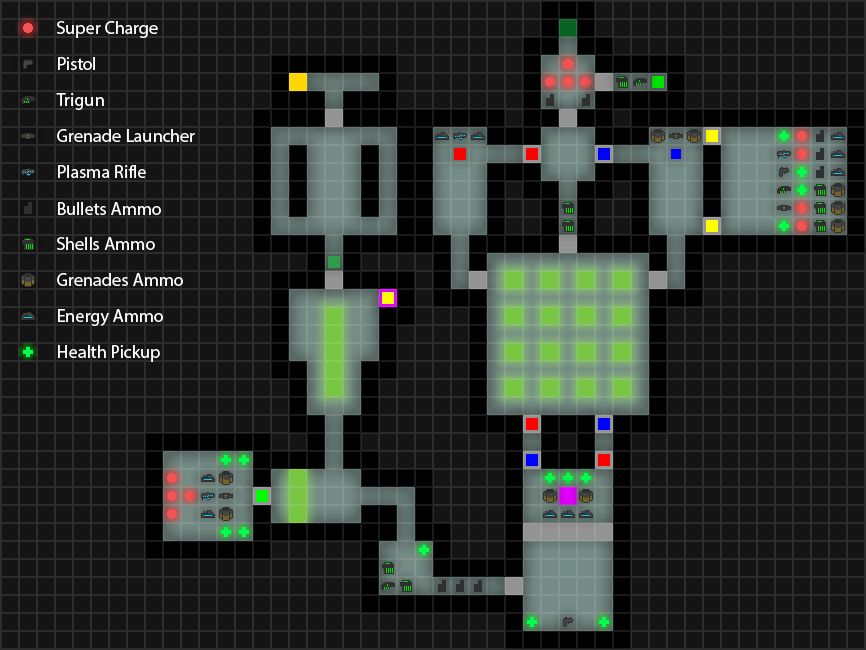 Super Charge
Pistol
Trigun
Grenade Launcher
Plasma Rifle
Bullets Ammo
Shells Ammo
Grenades Ammo
Energy Ammo
Health Pickup